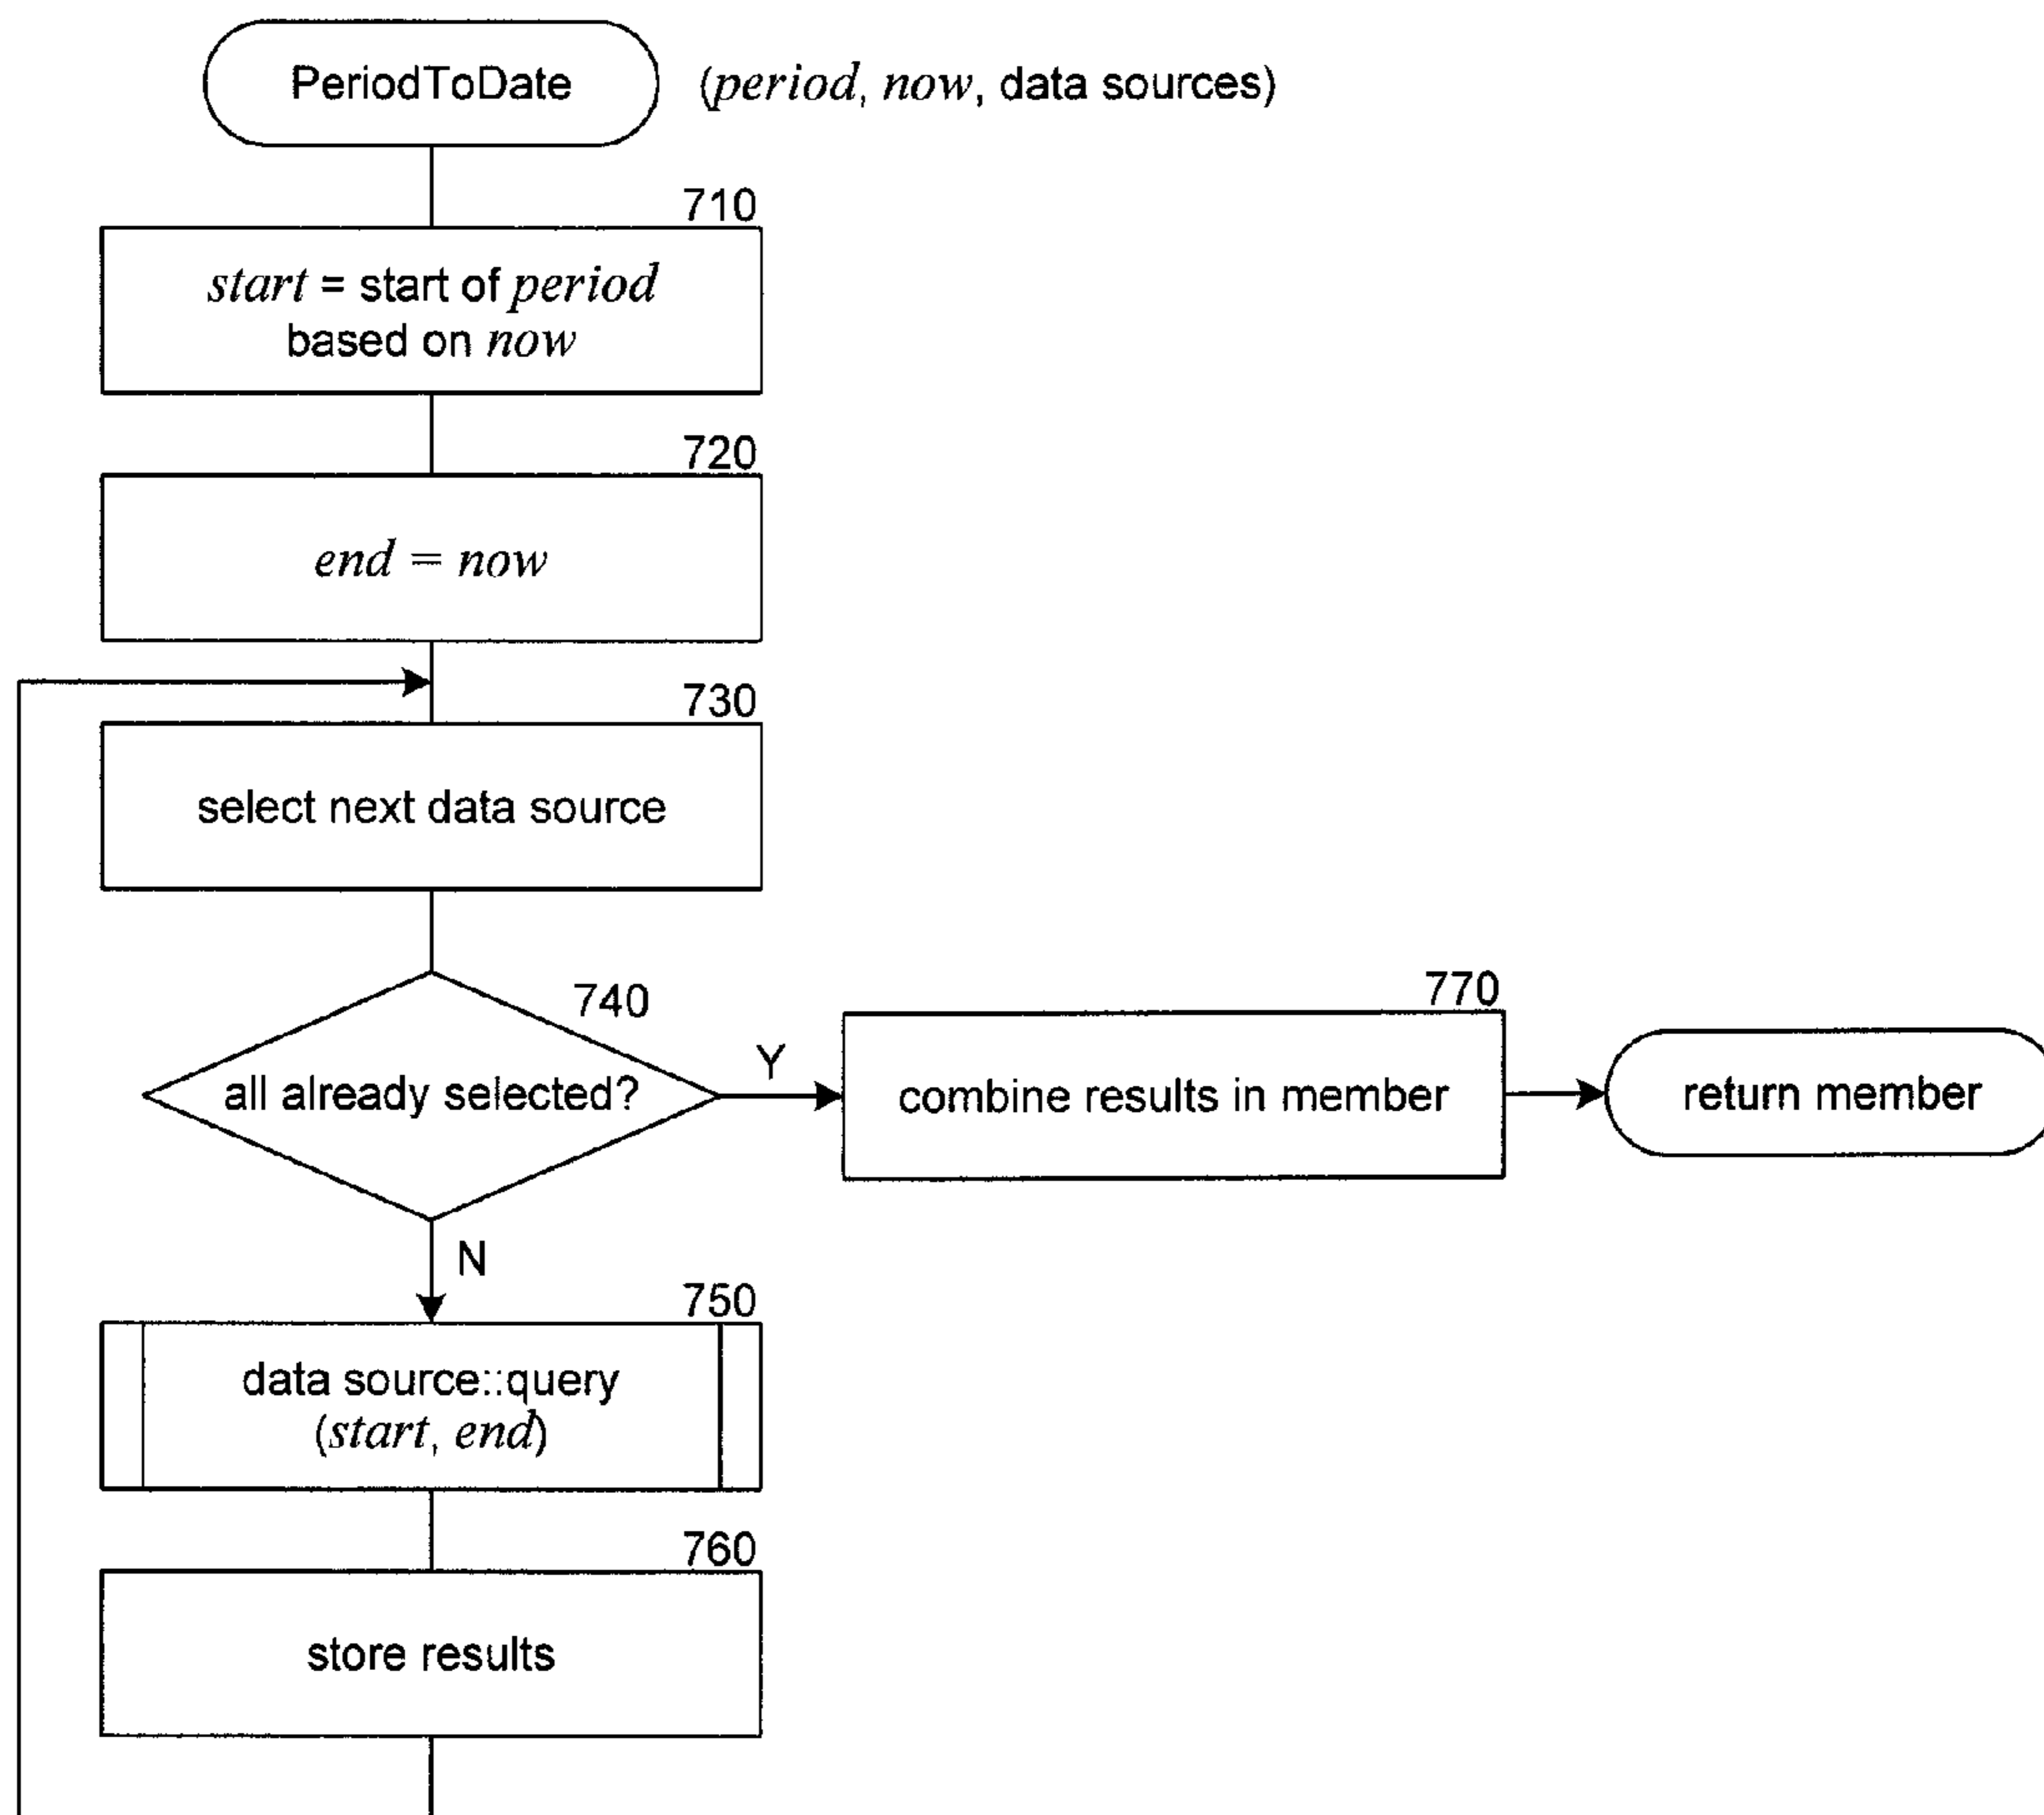 PeriodToDate (period, now, data sources)
710
start = start of period
based on now
720
end = now
730
select next data source
740
all already selected?
Y
770
combine results in member
return member
N
750
data source::query
(start, end)
760
store results